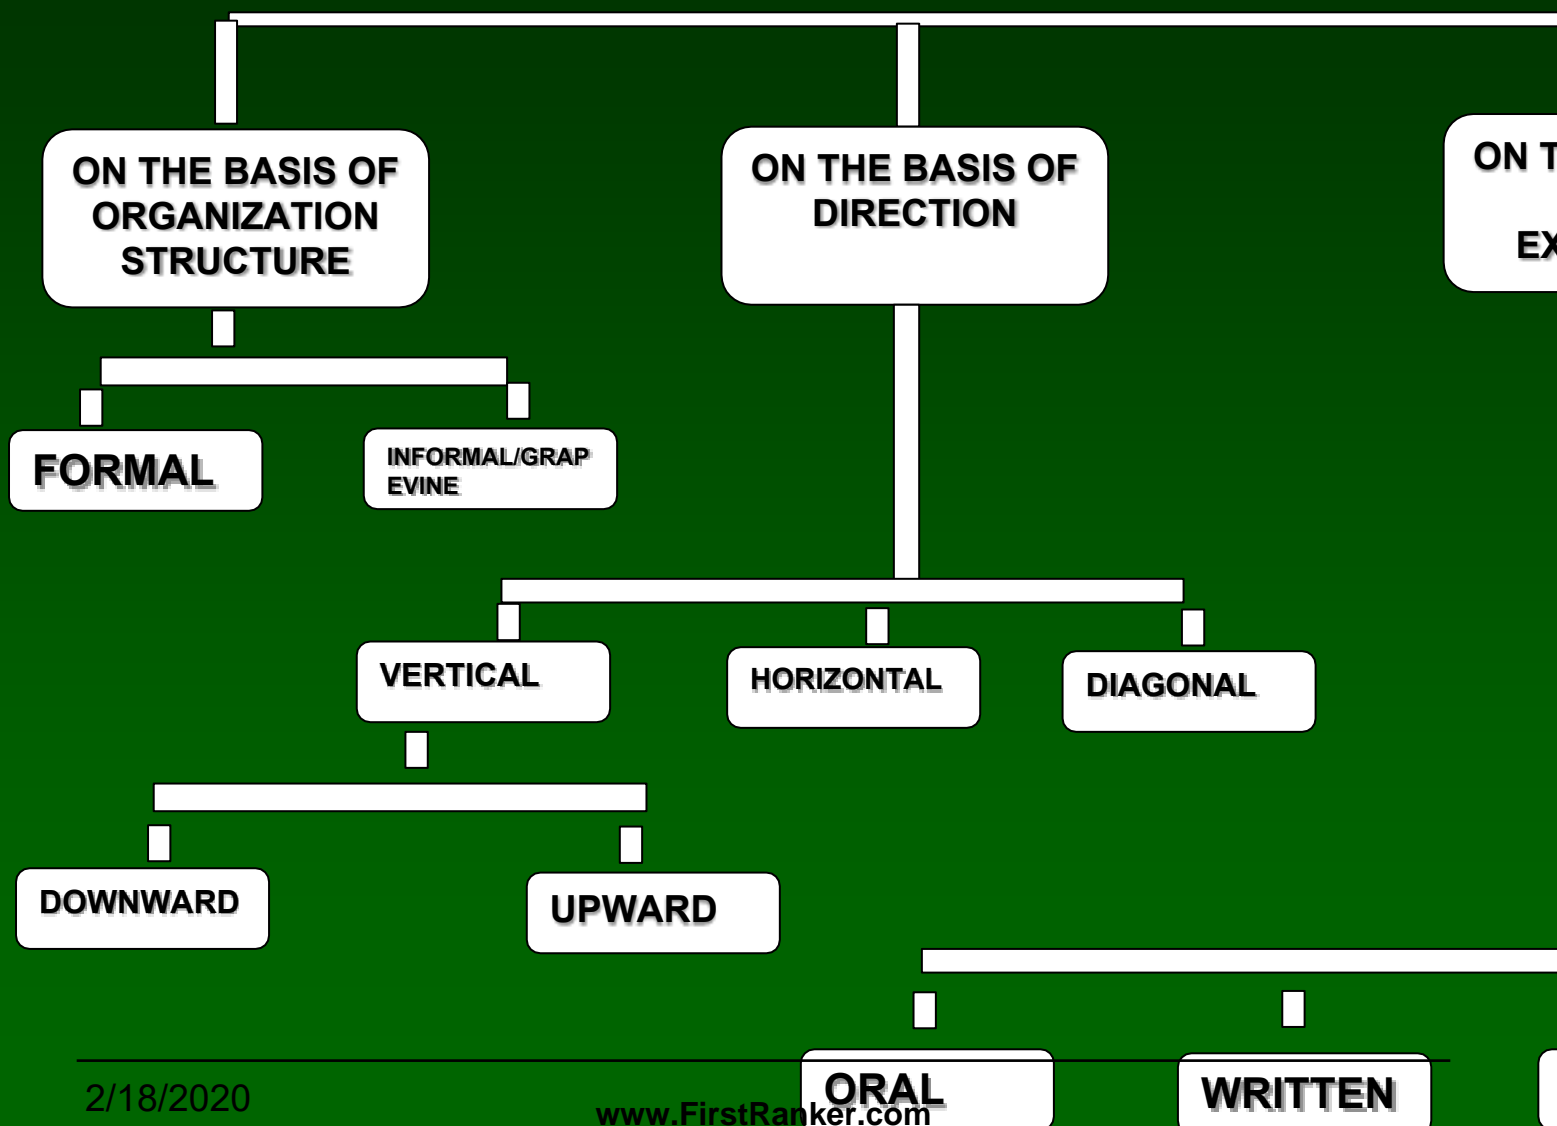 ON THE BASIS OF
ORGANIZATION
STRUCTURE
ON THE BASIS OF
DIRECTION
ON
FORMAL
INFORMAL/GRAP
EVINE
VERTICAL
HORIZONTAL
DIAGONAL
DOWNWARD
UPWARD
ORAL
WRITTEN
2/18/2020
www.FirstRanker.com